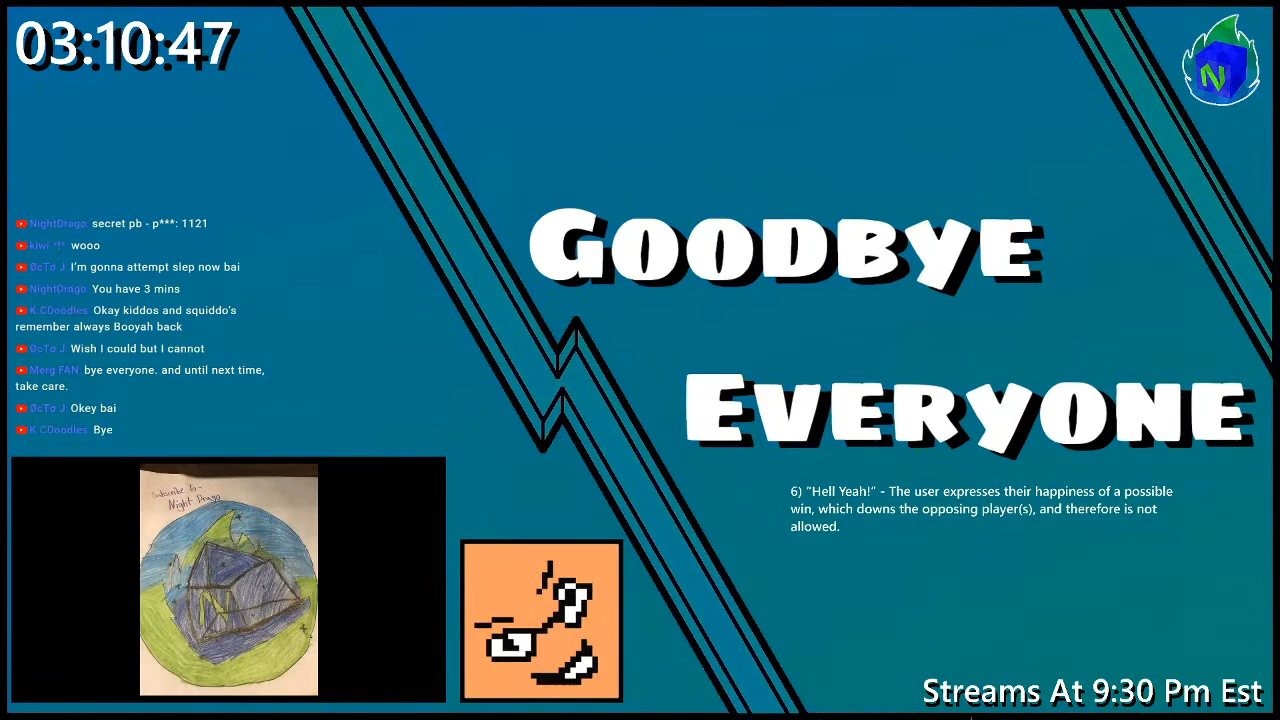 03:10:47
N
NightDrago: secret pb - p***: 1121
kiwi *!*: wooo
ØcTσ J: I'm gonna attempt slep now bai
NightDrago: You have 3 mins
K.CDoodles: Okay kiddos and squiddo's
remember always Booyah back
ØcTσ J: Wish I could but I cannot
Merg FAN: bye everyone. and until next time,
take care.
ØcTσ J: Okey bai
K.CDoodles: Bye
Goodbye
Everyone
6) "Hell Yeah!" - The user expresses their happiness of a possible
win, which downs the opposing player(s), and therefore is not
allowed.
Subscribe To-
Night Drago
N
Streams At 9:30 Pm Est